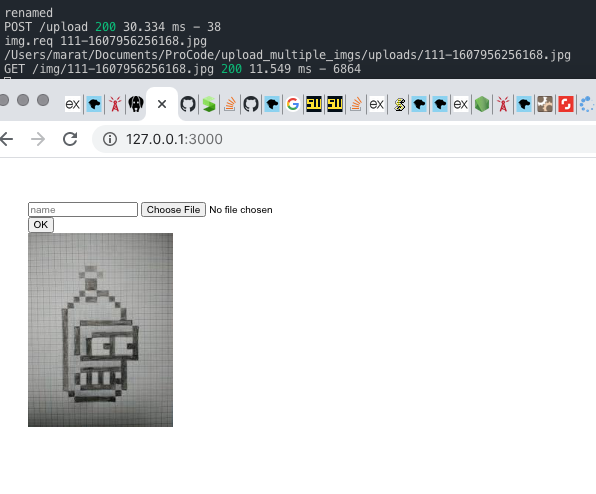 renamed
POST /upload 200 30.334 ms - 38
img.req 111-1607956256168.jpg
/Users/marat/Documents/ProCode/upload_multiple_imgs/uploads/111-1607956256168.jpg
GET /img/111-1607956256168.jpg 200 11.549 ms - 6864
ex ex ex
127.0.0.1:3000
name Choose File No file chosen
OK